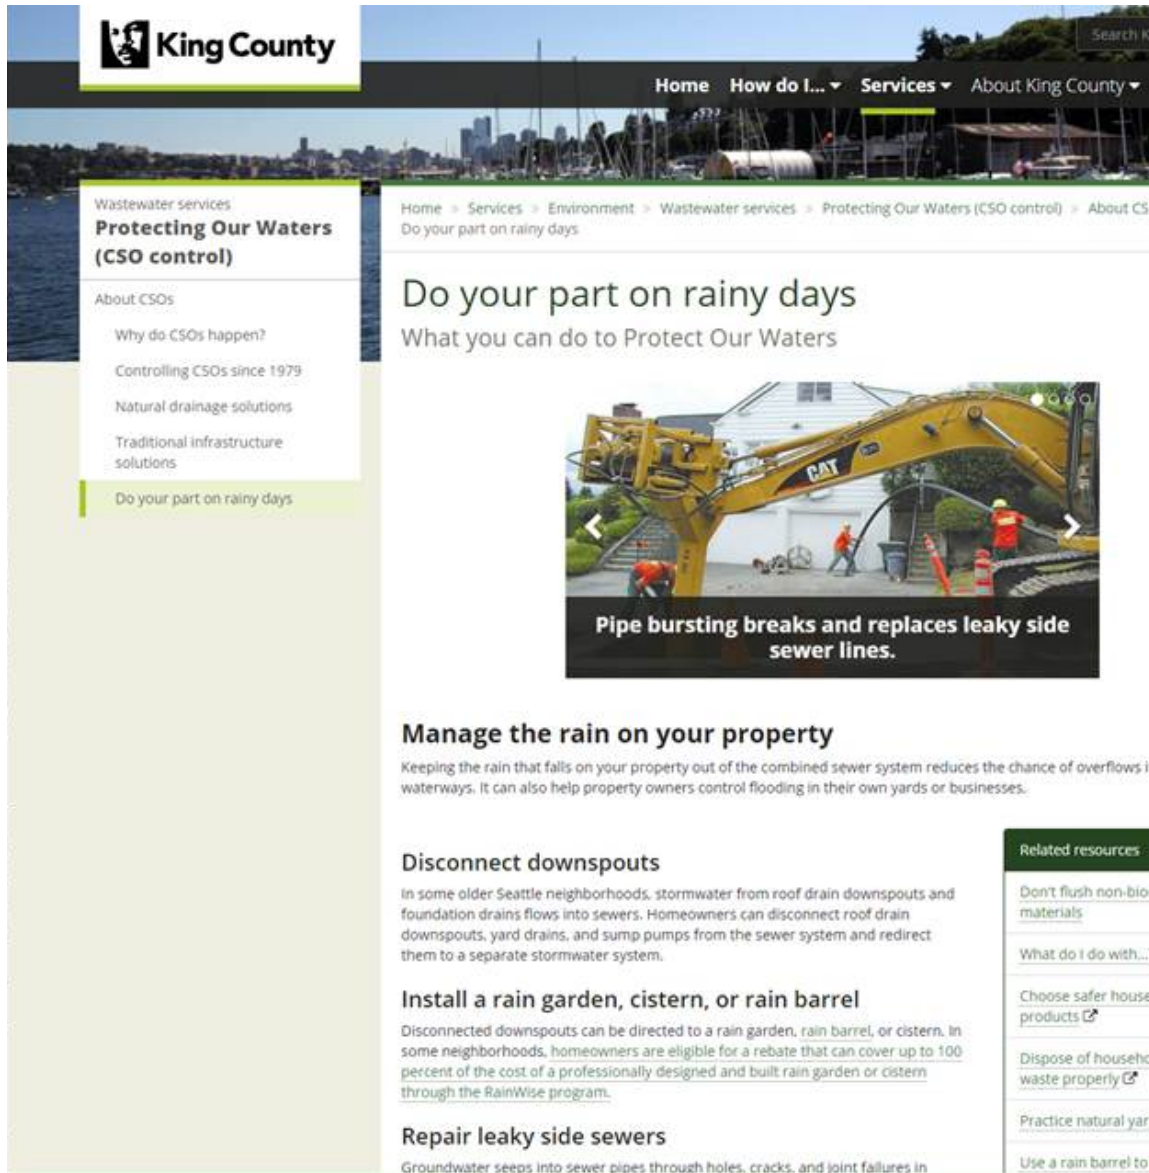 King County
Search K
Home How do I... Services About King County
Wastewater services
Protecting Our Waters
(CSO control)
About CSOs
Why do CSOs happen?
Controlling CSOs since 1979
Natural drainage solutions
Traditional infrastructure
solutions
Do your part on rainy days
Home » Services » Environment » Wastewater services » Protecting Our Waters (CSO control) » About CS
Do your part on rainy days
Do your part on rainy days
What you can do to Protect Our Waters
CAT
Pipe bursting breaks and replaces leaky side
sewer lines.
Manage the rain on your property
Keeping the rain that falls on your property out of the combined sewer system reduces the chance of overflows i
waterways. It can also help property owners control flooding in their own yards or businesses.
Disconnect downspouts
In some older Seattle neighborhoods, stormwater from roof drain downspouts and
foundation drains flows into sewers. Homeowners can disconnect roof drain
downspouts, yard drains, and sump pumps from the sewer system and redirect
them to a separate stormwater system.
Install a rain garden, cistern, or rain barrel
Disconnected downspouts can be directed to a rain garden, rain barrel, or cistern. In
some neighborhoods, homeowners are eligible for a rebate that can cover up to 100
percent of the cost of a professionally designed and built rain garden or cistern
through the RainWise program.
Repair leaky side sewers
Groundwater seeps into sewer pipes through holes, cracks, and joint failures in
Related resources
Don't flush non-bio
materials
What do I do with...
Choose safer house
products
Dispose of househo
waste properly
Practice natural yar
Use a rain barrel to